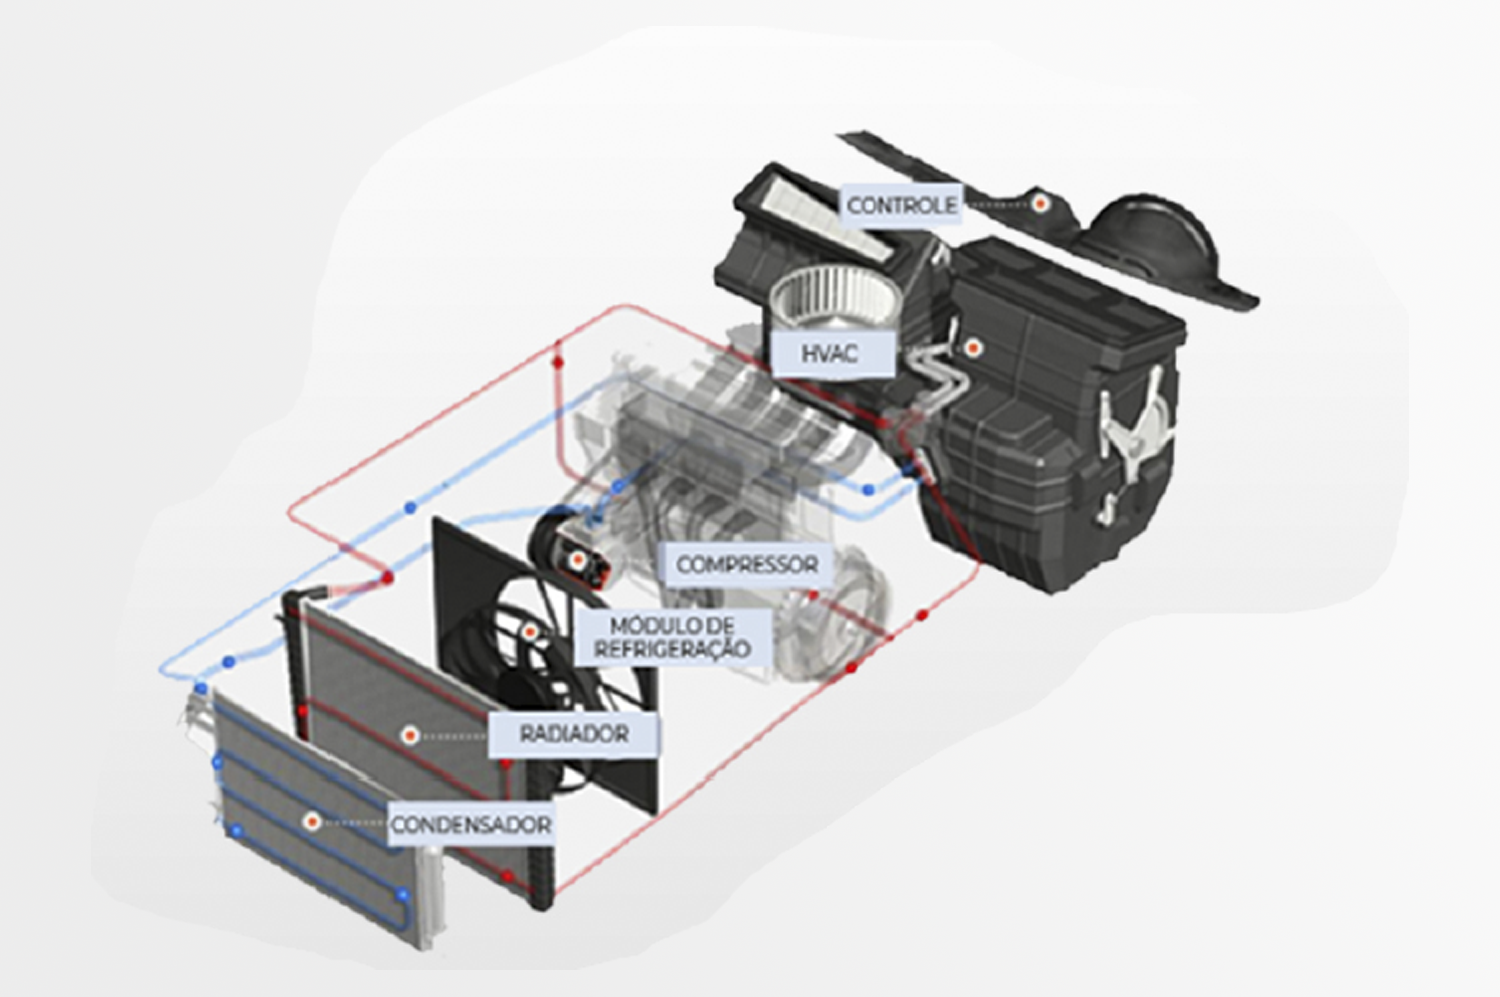 CONTROLE
HVAC
COMPRESSOR
MÓDULO DE
REFRIGERAÇÃO
RADIADOR
CONDENSADOR